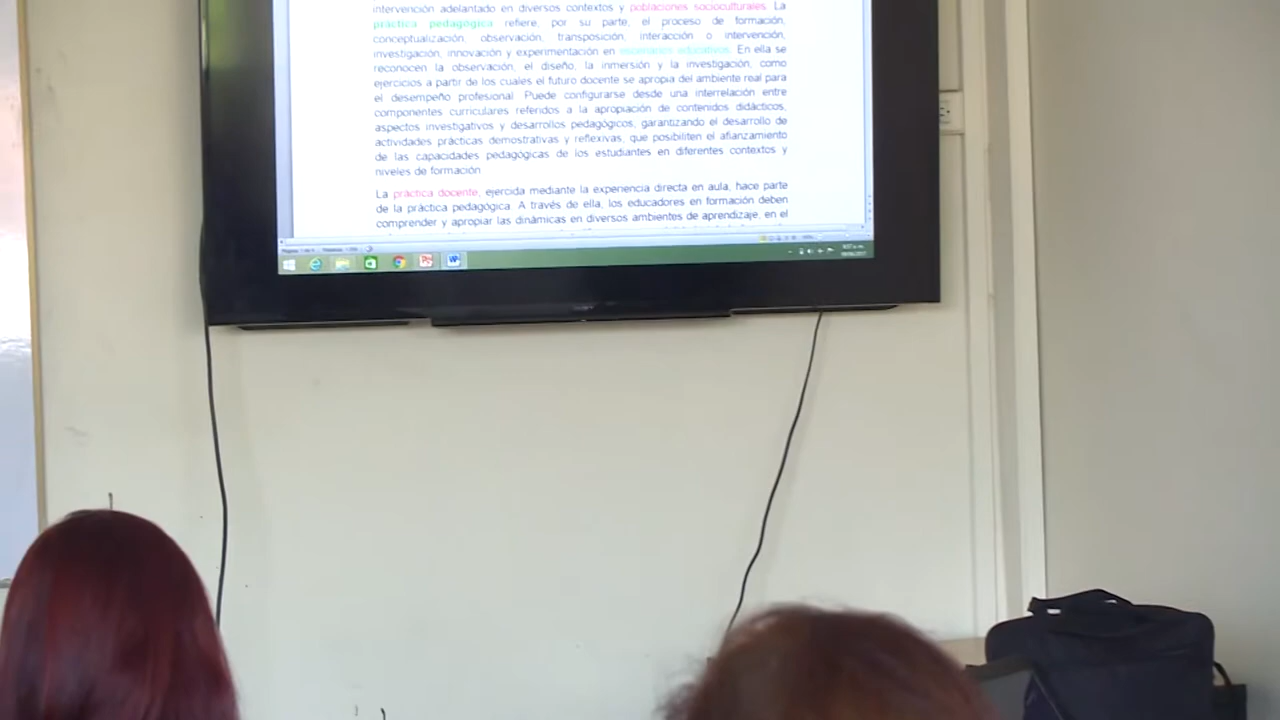 intervención adelantado en diversos contextos y poblaciones socioculturales. La
práctica pedagógica refiere, por su parte, el proceso de formación,
conceptualización, observación, transposición, interacción o intervención,
investigación, innovación y experimentación en escenarios educativos. En ella se
reconocen la observación, el diseño, la inmersión y la investigación, como
ejercicios a partir de los cuales el futuro docente se apropia del ambiente real para
el desempeño profesional. Puede configurarse desde una interrelación entre
componentes curriculares referidos a la apropiación de contenidos didácticos,
aspectos investigativos y desarrollos pedagógicos, garantizando el desarrollo de
actividades prácticas demostrativas y reflexivas, que posibiliten el afianzamiento
de las capacidades pedagógicas de los estudiantes en diferentes contextos y
niveles de formación
La práctica docente, ejercida mediante la experiencia directa en aula, hace parte
de la práctica pedagógica. A través de ella, los educadores en formación deben
comprender y apropiar las dinámicas en diversos ambientes de aprendizaje, en el